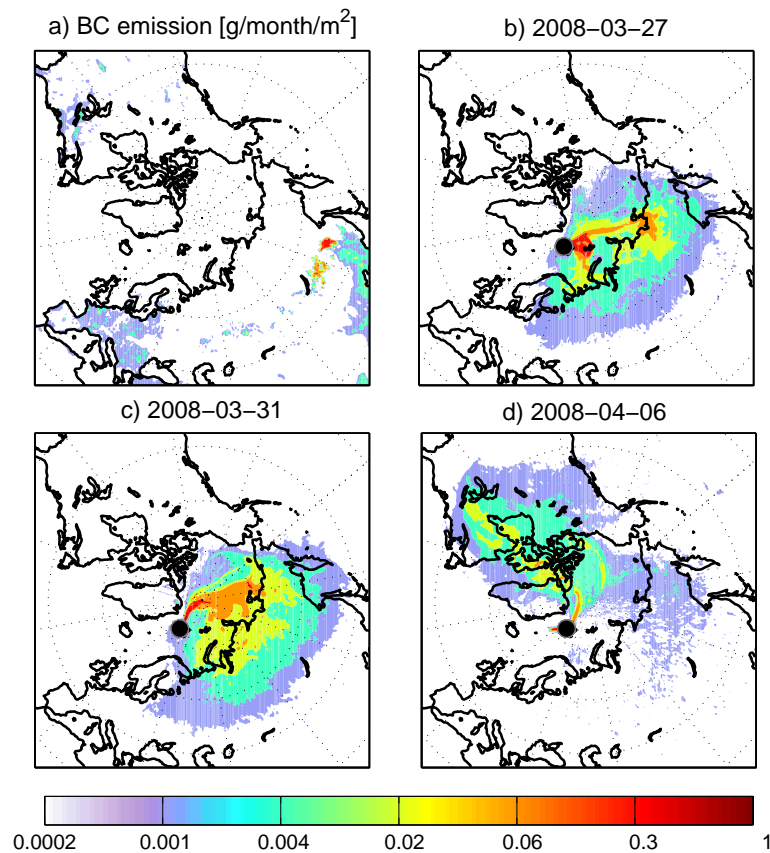 a) BC emission [g/month/m²]
b) 2008−03−27
c) 2008−03−31
d) 2008−04−06
0.0002 0.001 0.004 0.02 0.06 0.3 1